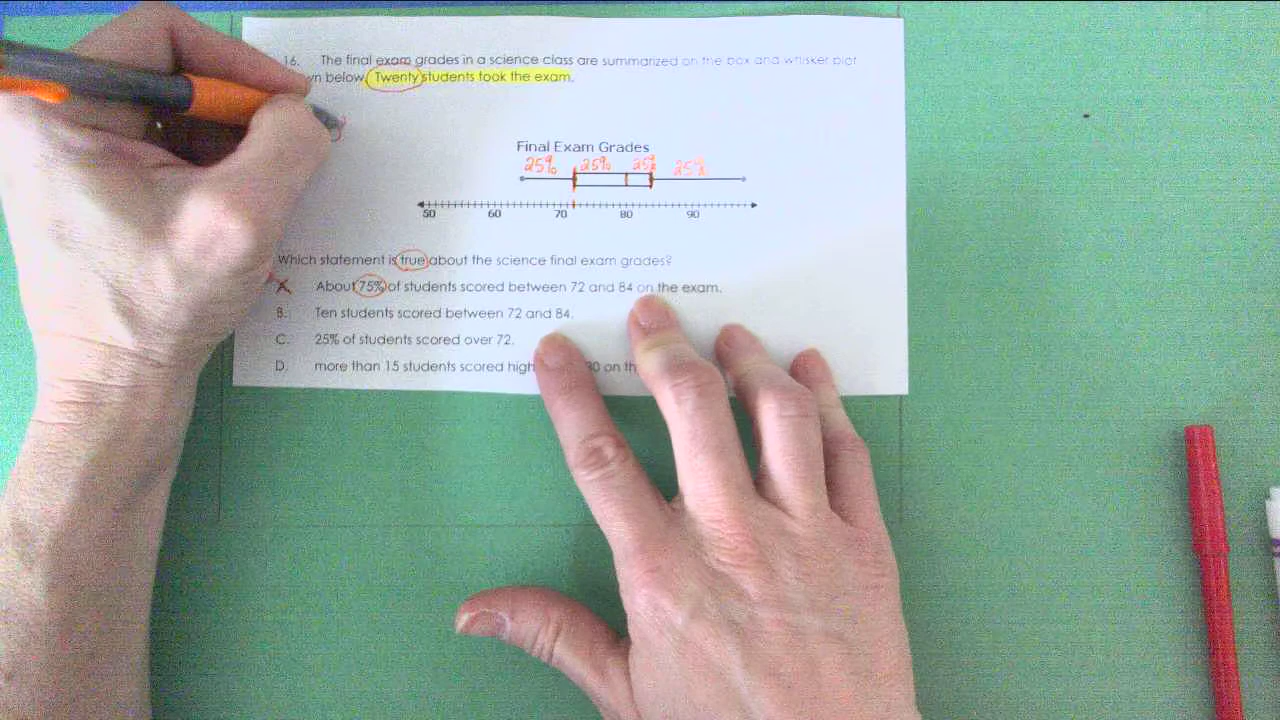 16. The final exam grades in a science class are summarized on the box and whisker plot
below. Twenty students took the exam.
Final Exam Grades
25% 25% 25% 25%
50 60 70 80 90
Which statement is true about the science final exam grades?
About 75% of students scored between 72 and 84 on the exam.
B. Ten students scored between 72 and 84.
C. 25% of students scored over 72.
D. more than 15 students scored on